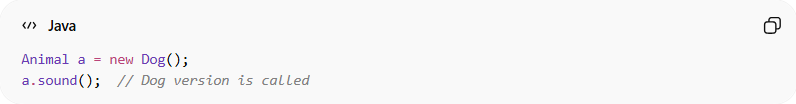 </> Java
Animal a = new Dog();
a.sound();  // Dog version is called